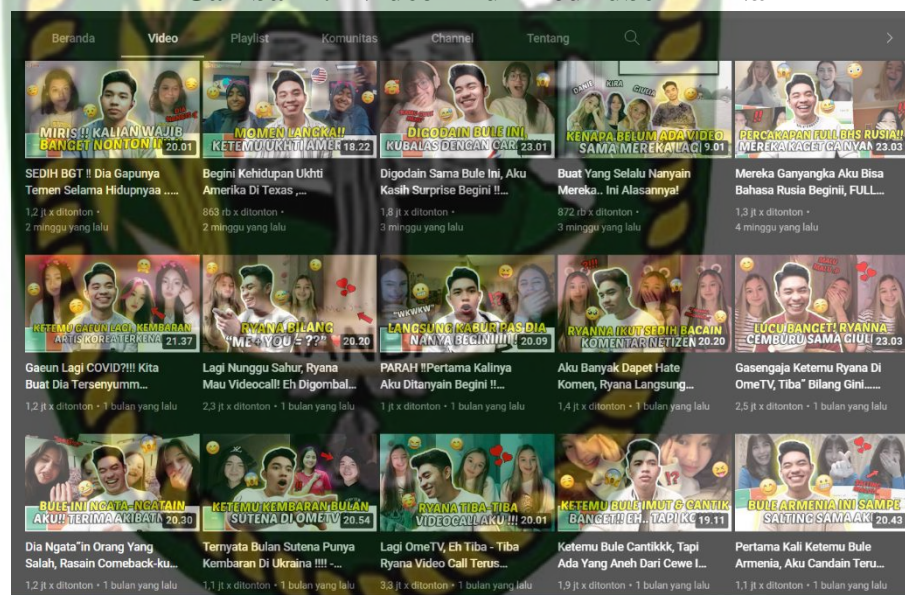 Beranda Video Playlist Komunitas Channel Tentang
MIRIS !! KALIAN WAJIB
BANGET NONTON
20.01
MOMEN LANGKA!!
KETEMU UKHTI
18.22
DIGODAIN BULE INI,
KUBALAS DENGAN
23.01
DANIE KIRA GIULIA
KENAPA BELUM ADA VIDEO
SAMA MEREKA LAGI
9.01
PERCAKAPAN FULL BHS RUSIA!!
MEREKA KAGET
23.03
SEDIH BGT !! Dia Gapunya
Temen Selama Hidupnyaa .....
1,2 jt x ditonton •
2 minggu yang lalu
Begini Kehidupan Ukhti
Amerika Di Texas ,...
863 rb x ditonton •
2 minggu yang lalu
Digodain Sama Bule Ini, Aku
Kasih Surprise Begini !!...
1,8 jt x ditonton •
3 minggu yang lalu
Buat Yang Selalu Nanyain
Mereka.. Ini Alasannya!
872 rb x ditonton •
3 minggu yang lalu
Mereka Ganyangka Aku Bisa
Bahasa Rusia Beginii, FULL...
1,3 jt x ditonton •
4 minggu yang lalu
KETEMU GAEUN LAGI, KEMBARAN
ARTIS KOREA TERKENAL
21.37
RYANA BILANG
"ME + YOU = ??"
20.20
"WKWKW"
LANGSUNG KABUR PAS DIA
NANYA BEGINI!!!!
20.09
?!!!
RYANNA IKUT SEDIH BACAIN
KOMENTAR NETIZEN
20.20
LUCU BANGET! RYANNA
CEMBURU SAMA
23.03
Gaeun Lagi COVID?!!! Kita
Buat Dia Tersenyumm...
1,2 jt x ditonton • 1 bulan yang lalu
Lagi Nunggu Sahur, Ryana
Mau Videocall! Eh Digombal...
2,3 jt x ditonton • 1 bulan yang lalu
PARAH !!Pertama Kalinya
Aku Ditanyain Begini !!...
1 jt x ditonton • 1 bulan yang lalu
Aku Banyak Dapet Hate
Komen, Ryana Langsung...
1,4 jt x ditonton • 1 bulan yang lalu
Gasengaja Ketemu Ryana Di
OmeTV, Tiba" Bilang Gini......
2,5 jt x ditonton • 1 bulan yang lalu
BULE INI NGATA-NGATAIN
AKU!! TERIMA
20.30
KETEMU KEMBARAN BULAN
SUTENA DI OMETV
20.54
RYANA TIBA-TIBA
VIDEOCALL AKU !!!
20.01
!?
KETEMU BULE IMUT & CANTIK
BANGET!! EH.. TAPI
19.11
BULE ARMENIA INI SAMPE
SALTING SAMA
20.43
Dia Ngata"in Orang Yang
Salah, Rasain Comeback-ku...
1,2 jt x ditonton • 1 bulan yang lalu
Ternyata Bulan Sutena Punya
Kembaran Di Ukraina !!!! -...
1,1 jt x ditonton • 1 bulan yang lalu
Lagi OmeTV, Eh Tiba - Tiba
Ryana Video Call Terus...
3,3 jt x ditonton • 1 bulan yang lalu
Ketemu Bule Cantikkk, Tapi
Ada Yang Aneh Dari Cewe I...
1,9 jt x ditonton • 1 bulan yang lalu
Pertama Kali Ketemu Bule
Armenia, Aku Candain Teru...
1,1 jt x ditonton • 1 bulan yang lalu